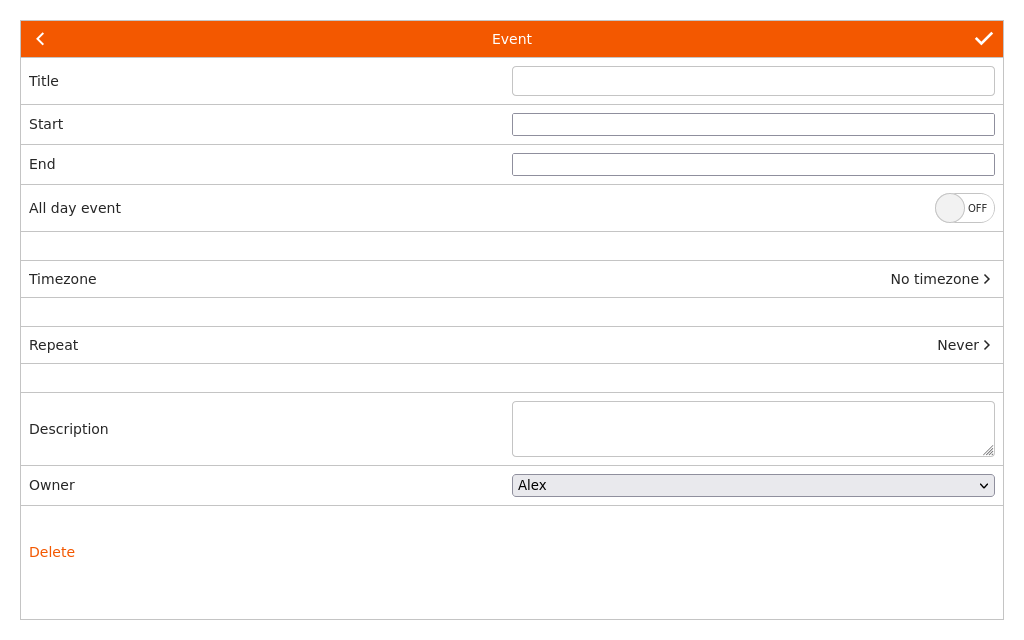 Event
Title
Start
End
All day event OFF
Timezone No timezone
Repeat Never
Description
Owner Alex
Delete